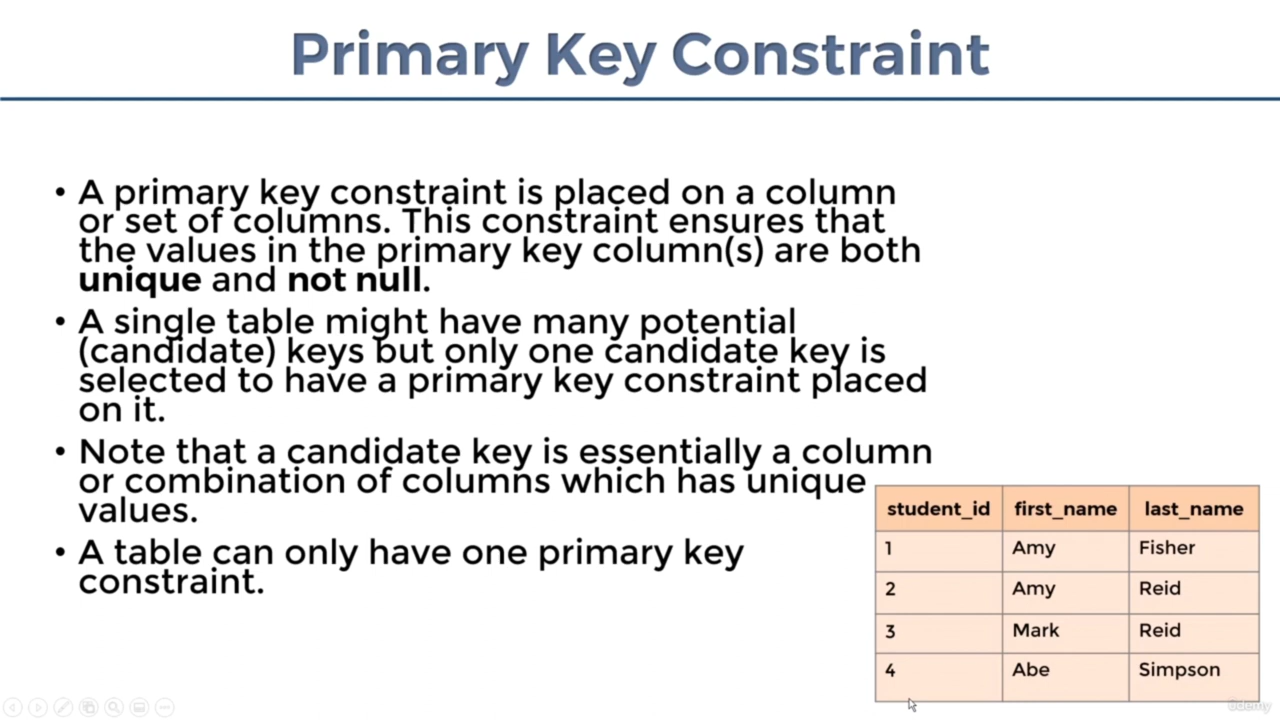 Primary Key Constraint
• A primary key constraint is placed on a column
or set of columns. This constraint ensures that
the values in the primary key column(s) are both
unique and not null.
• A single table might have many potential
(candidate) keys but only one candidate key is
selected to have a primary key constraint placed
on it.
• Note that a candidate key is essentially a column
or combination of columns which has unique
values.
• A table can only have one primary key
constraint.
student_id first_name last_name
1 Amy Fisher
2 Amy Reid
3 Mark Reid
4 Abe Simpson
ûdemy